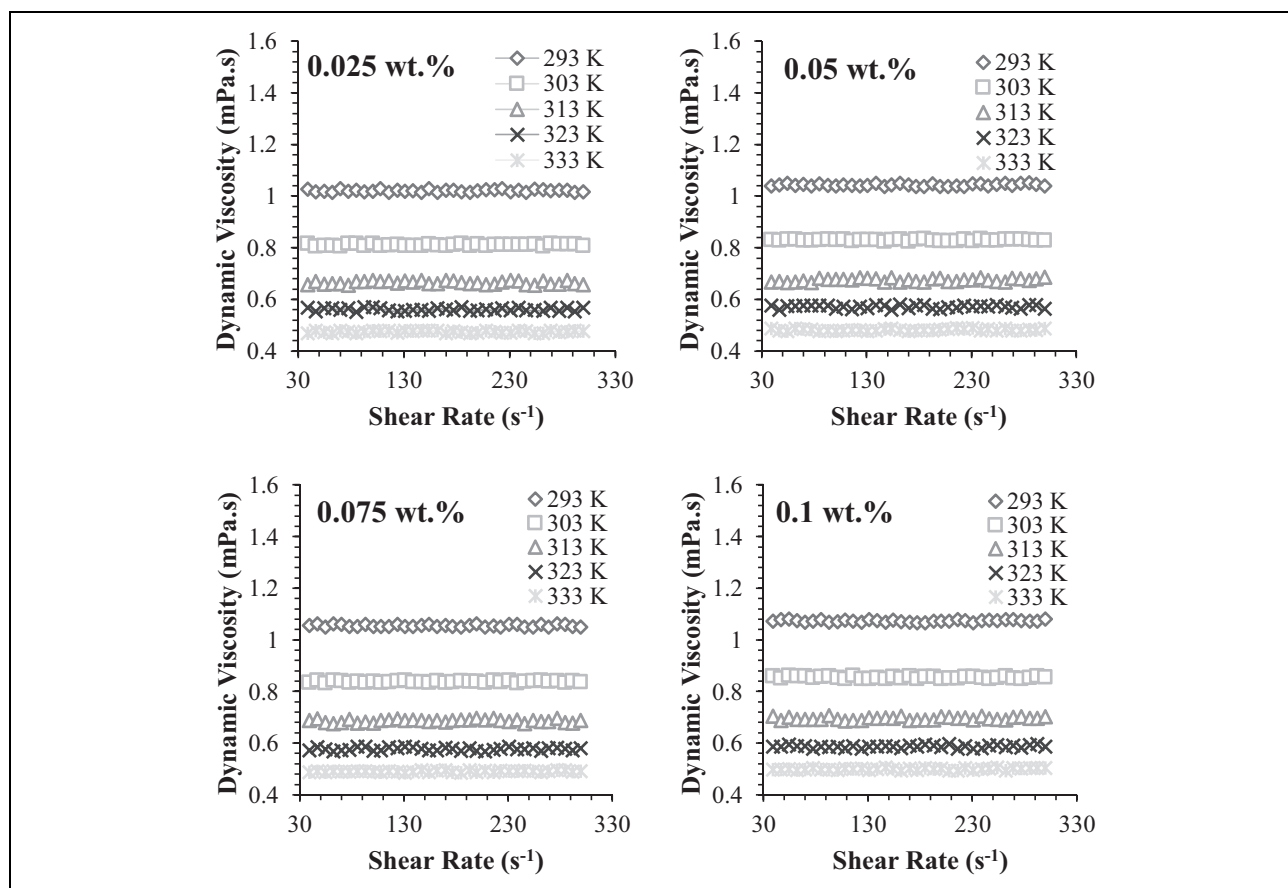 1.6
1.4
1.2
1
0.8
0.6
0.4
Dynamic Viscosity (mPa.s)
0.025 wt.%
293 K
303 K
313 K
323 K
333 K
30 130 230 330
Shear Rate (s⁻¹)
1.6
1.4
1.2
1
0.8
0.6
0.4
Dynamic Viscosity (mPa.s)
0.05 wt.%
293 K
303 K
313 K
323 K
333 K
30 130 230 330
Shear Rate (s⁻¹)
1.6
1.4
1.2
1
0.8
0.6
0.4
Dynamic Viscosity (mPa.s)
0.075 wt.%
293 K
303 K
313 K
323 K
333 K
30 130 230 330
Shear Rate (s⁻¹)
1.6
1.4
1.2
1
0.8
0.6
0.4
Dynamic Viscosity (mPa.s)
0.1 wt.%
293 K
303 K
313 K
323 K
333 K
30 130 230 330
Shear Rate (s⁻¹)